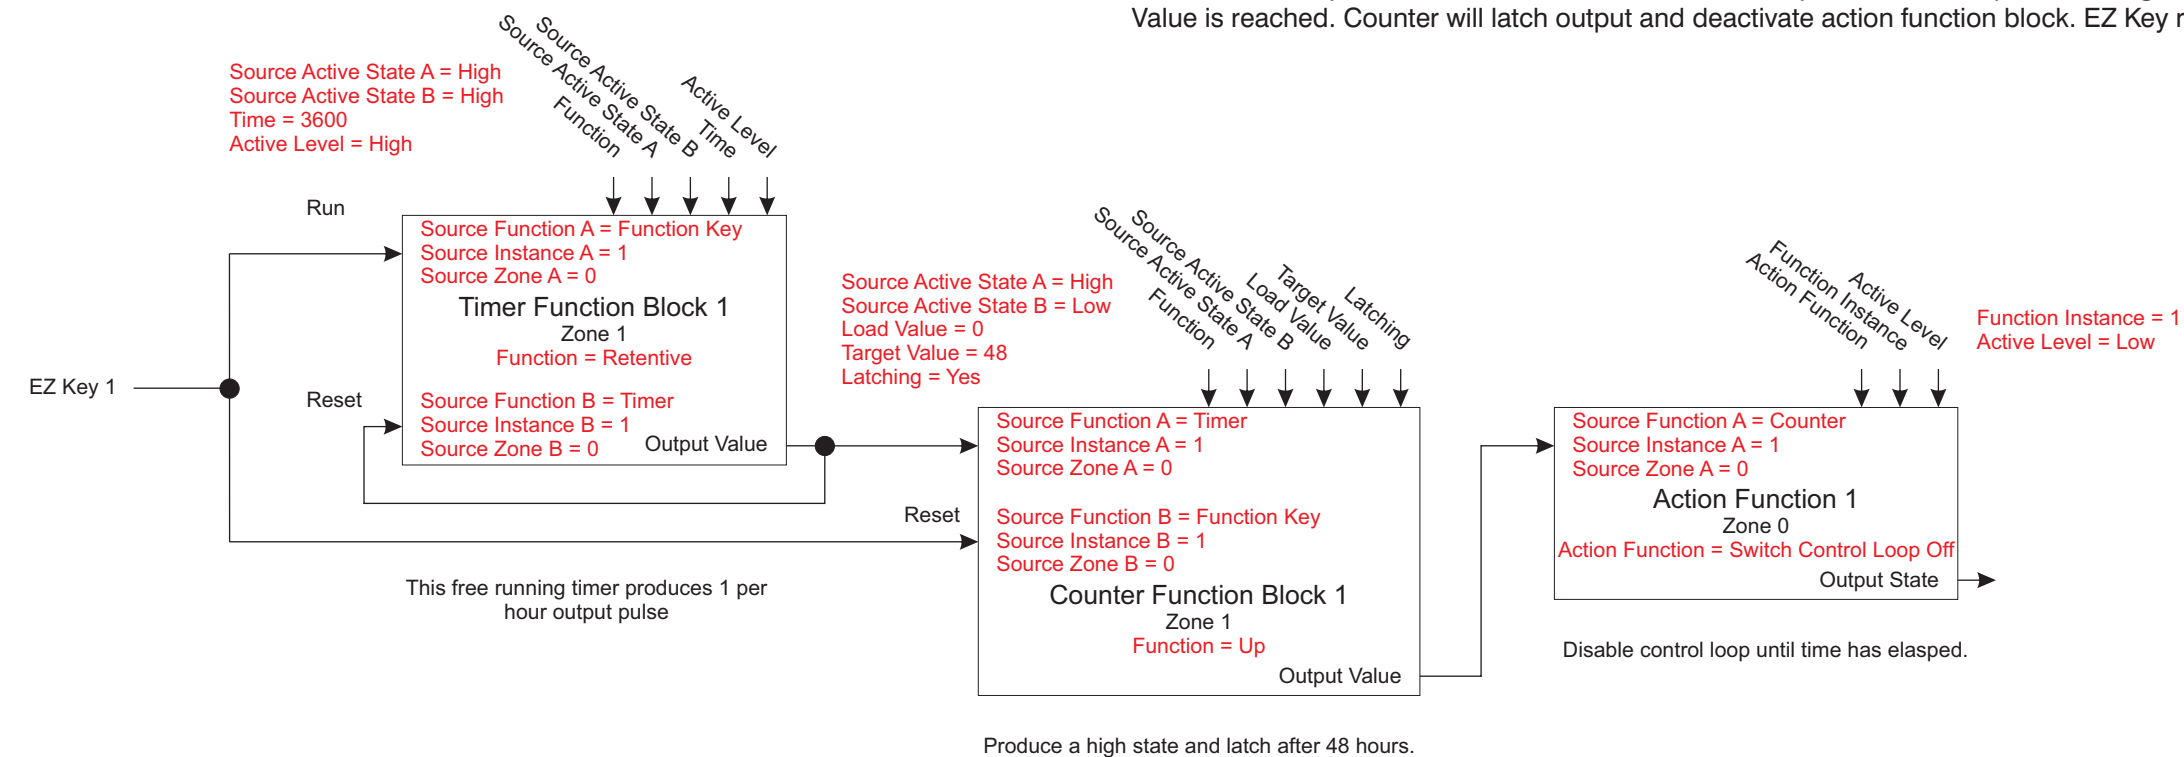 Value is reached. Counter will latch output and deactivate action function block. EZ Key
Source Active State A = High
Source Active State B = High
Time = 3600
Active Level = High
Function
Source Active State A
Source Active State B
Time
Active Level
Run
Source Function A = Function Key
Source Instance A = 1
Source Zone A = 0
Timer Function Block 1
Zone 1
Function = Retentive
EZ Key 1
Reset
Source Function B = Timer
Source Instance B = 1
Source Zone B = 0
Output Value
This free running timer produces 1 per
hour output pulse
Source Active State A = High
Source Active State B = Low
Load Value = 0
Target Value = 48
Latching = Yes
Function
Source Active State A
Source Active State B
Load Value
Target Value
Latching
Source Function A = Timer
Source Instance A = 1
Source Zone A = 0
Reset
Source Function B = Function Key
Source Instance B = 1
Source Zone B = 0
Counter Function Block 1
Zone 1
Function = Up
Output Value
Produce a high state and latch after 48 hours.
Action Function
Function Instance
Active Level
Function Instance = 1
Active Level = Low
Source Function A = Counter
Source Instance A = 1
Source Zone A = 0
Action Function 1
Zone 0
Action Function = Switch Control Loop Off
Output State
Disable control loop until time has elasped.